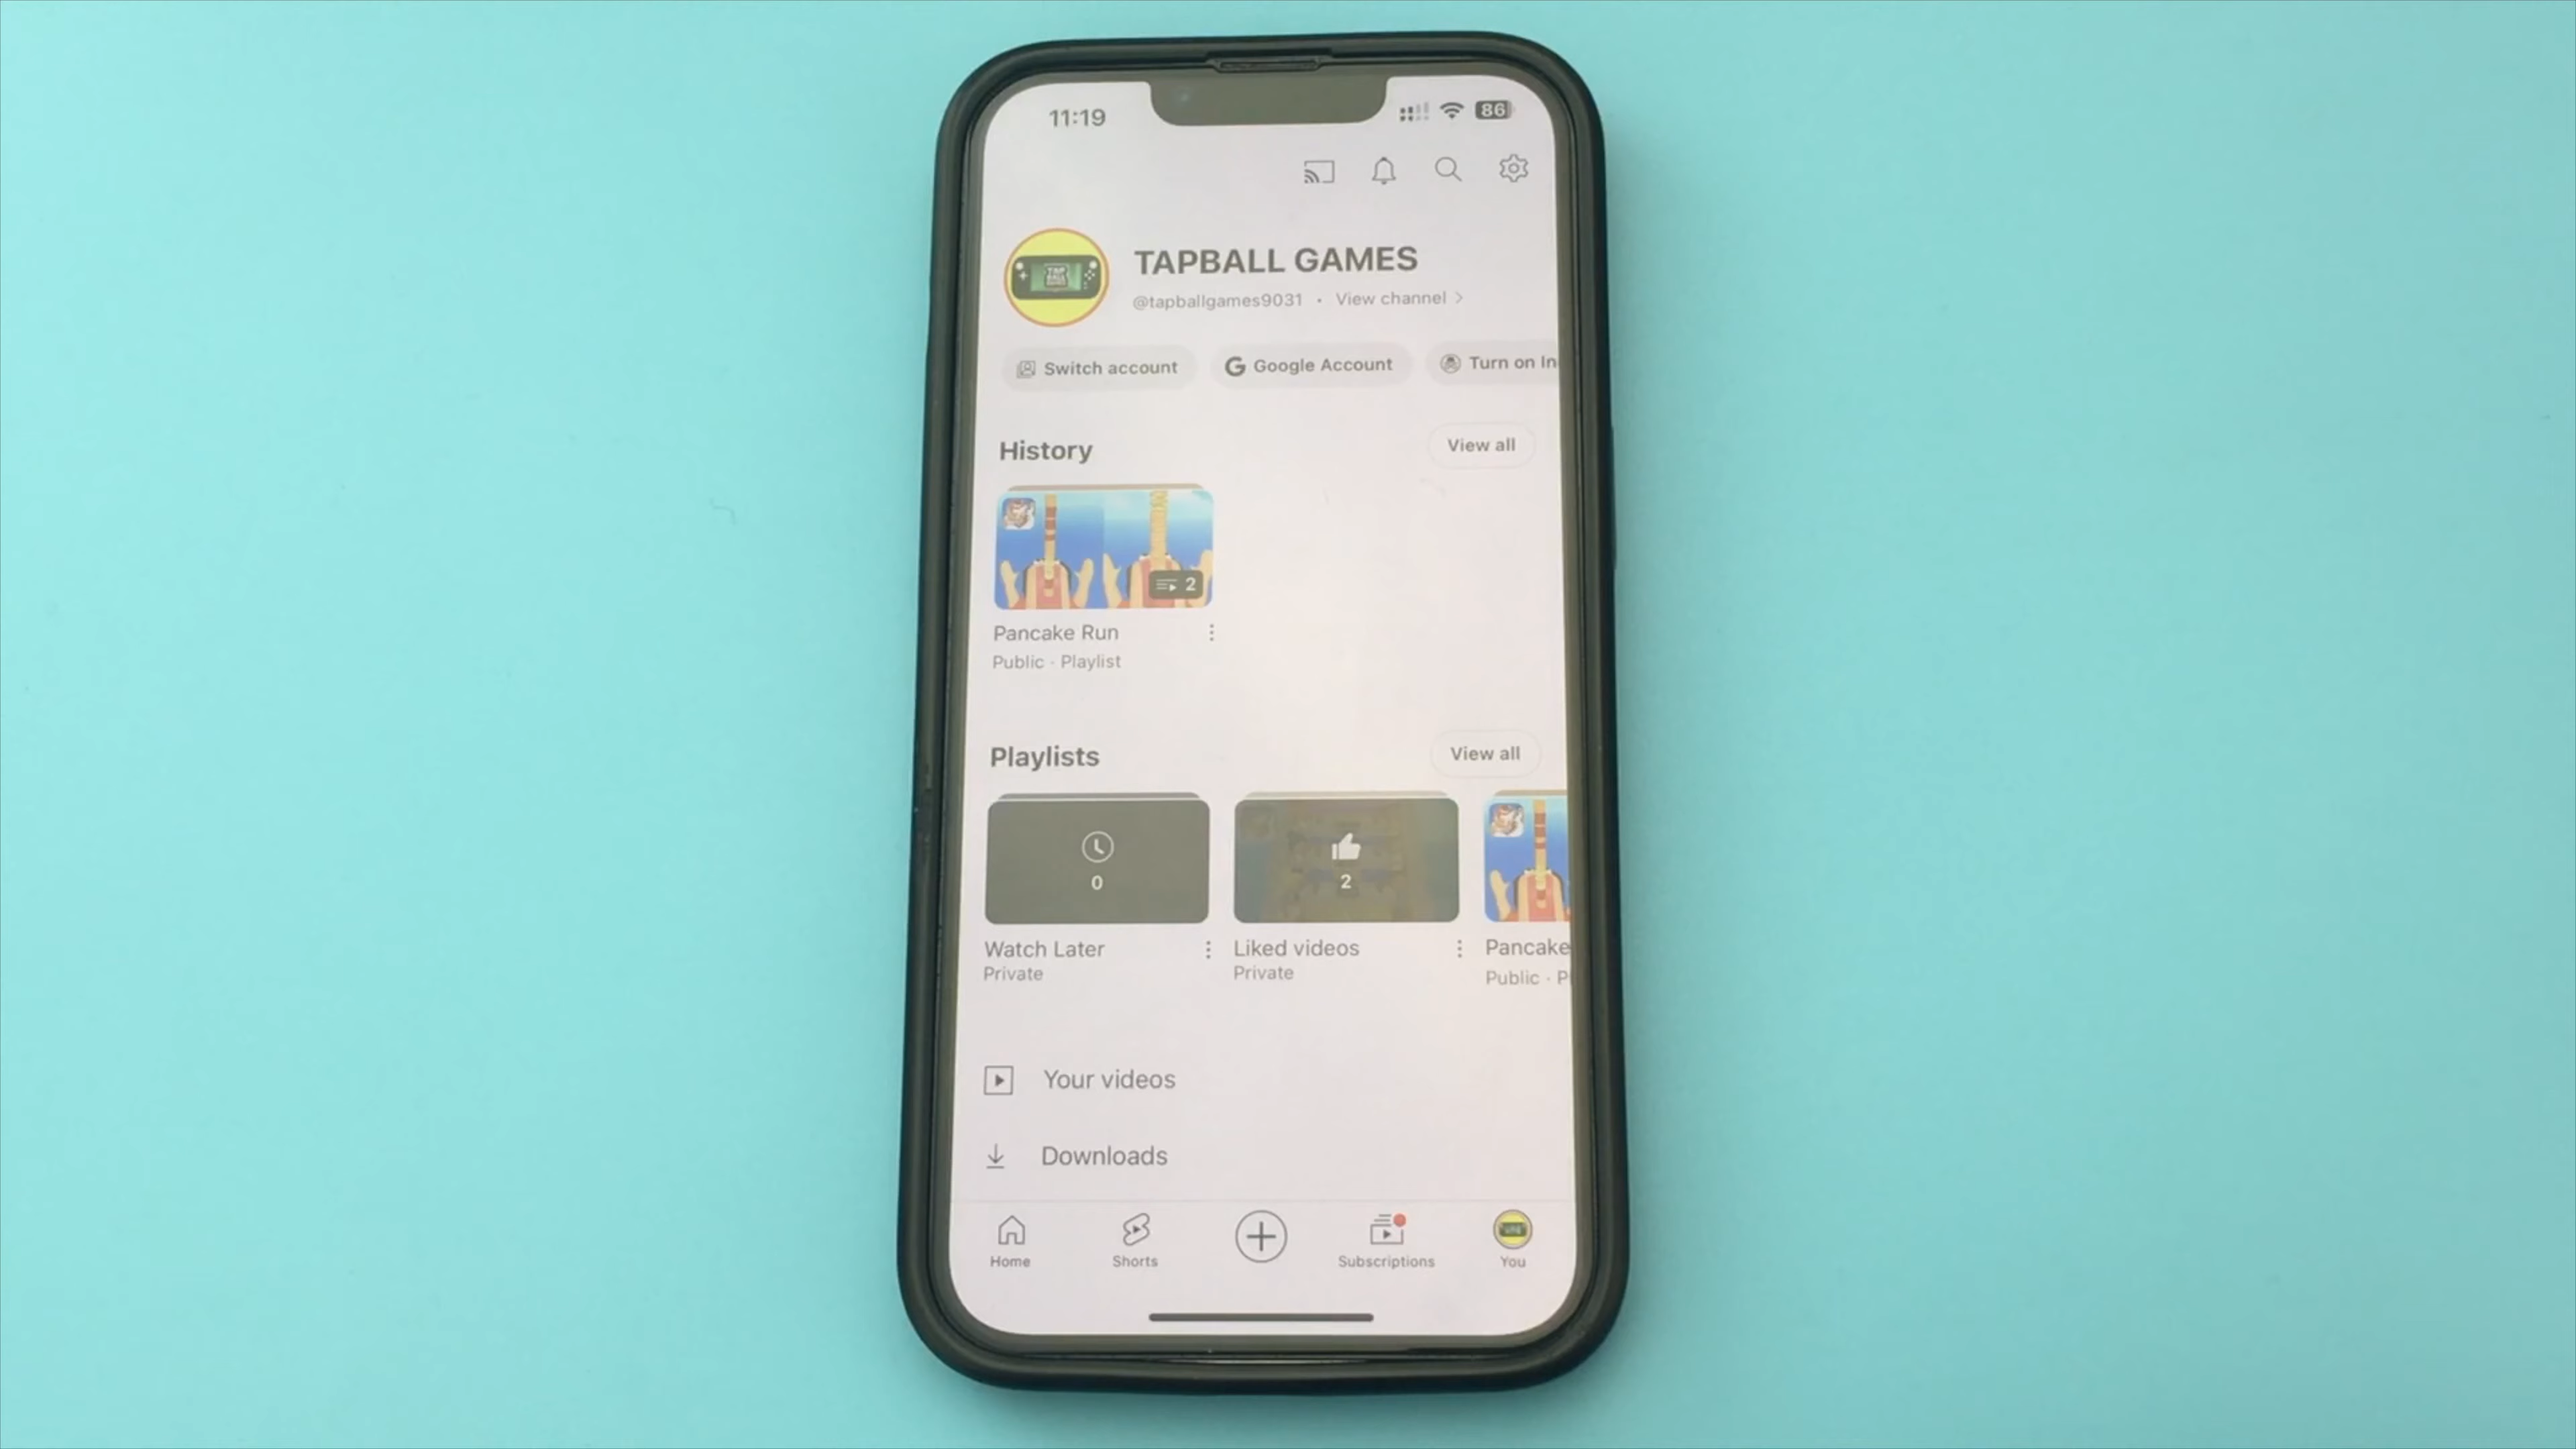 11:19
86
TAPBALL GAMES
@tapballgames9031 · View channel >
Switch account
Google Account
Turn on In
History
View all
2
Pancake Run
Public · Playlist
Playlists
View all
0
2
Watch Later
Private
Liked videos
Private
Pancake
Public · P
Your videos
Downloads
Home
Shorts
Subscriptions
You